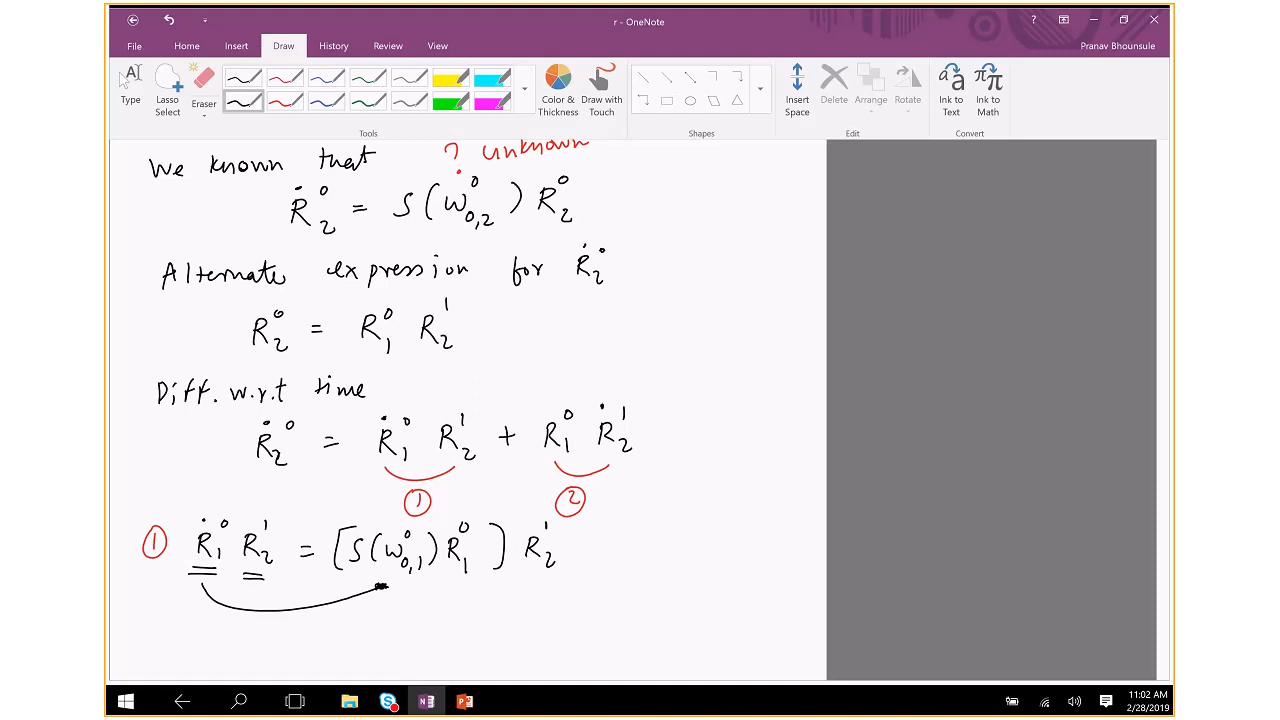 r - OneNote
?
File Home Insert Draw History Review View Pranav Bhounsule
Type Lasso Select Eraser Color & Thickness Draw with Touch Insert Space Delete Arrange Rotate Ink to Text Ink to Math
Tools Shapes Edit Convert
? unknown
We known that
Ṙ₂⁰ = S(ω⁰₀,₂) R₂⁰
Alternate expression for Ṙ₂⁰
R₂⁰ = R₁⁰ R₂¹
Diff. w.r.t time
Ṙ₂⁰ = Ṙ₁⁰ R₂¹ + R₁⁰ Ṙ₂¹
① ②
① Ṙ₁⁰ R₂¹ = [S(ω⁰₀,₁) R₁⁰] R₂¹
11:02 AM
2/28/2019